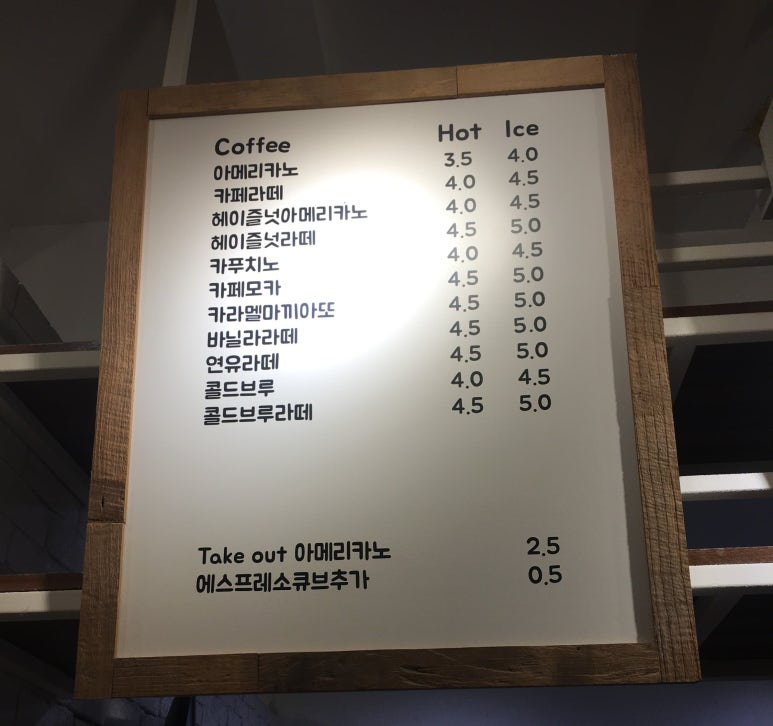 Coffee Hot Ice
아메리카노 3.5 4.0
카페라떼 4.0 4.5
헤이즐넛아메리카노 4.0 4.5
헤이즐넛라떼 4.5 5.0
카푸치노 4.0 4.5
카페모카 4.5 5.0
카라멜마끼아또 4.5 5.0
바닐라라떼 4.5 5.0
연유라떼 4.5 5.0
콜드브루 4.0 4.5
콜드브루라떼 4.5 5.0
Take out 아메리카노 2.5
에스프레소큐브추가 0.5